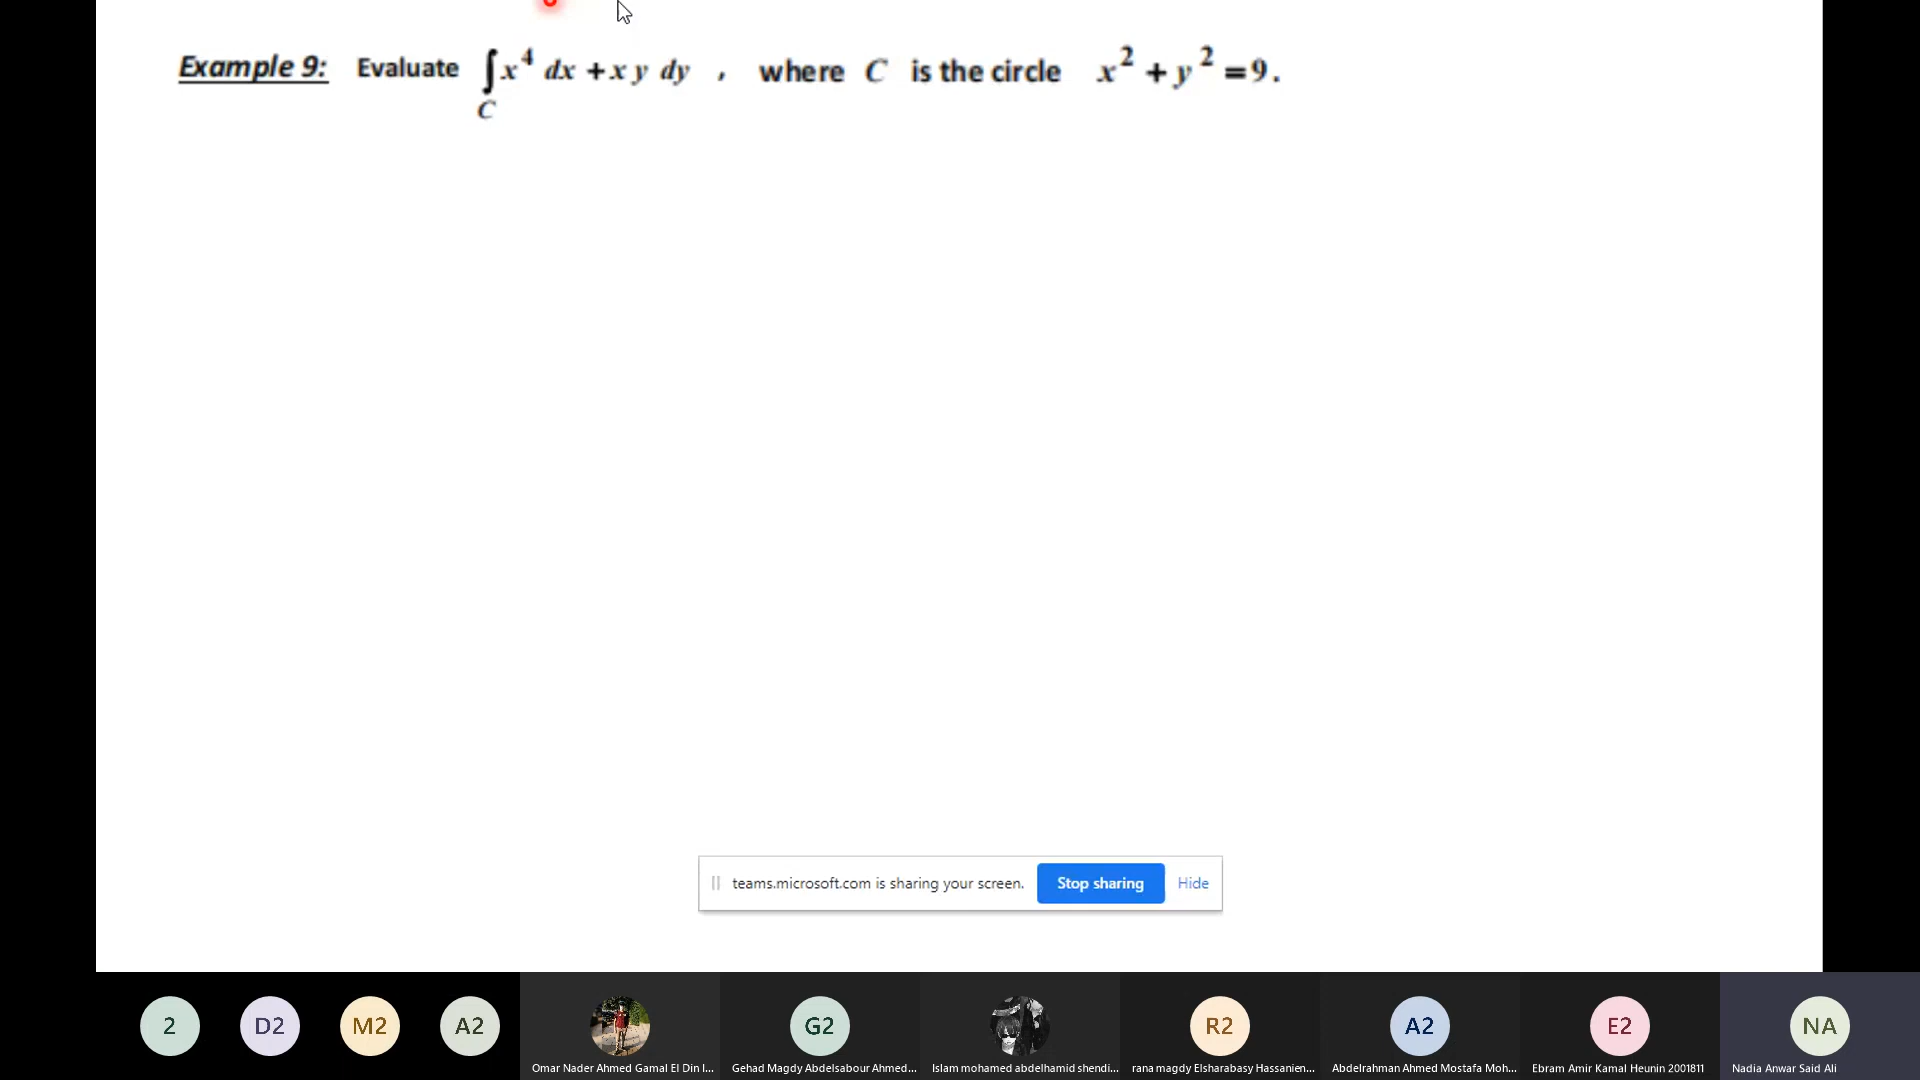 Example 9: Evaluate ∫_C x^4 dx + x y dy , where C is the circle x^2 + y^2 = 9.
teams.microsoft.com is sharing your screen. Stop sharing Hide
2 D2 M2 A2 G2 R2 A2 E2 NA
Omar Nader Ahmed Gamal El Din I... Gehad Magdy Abdelsabour Ahmed... Islam mohamed abdelhamid shendi... rana magdy Elsharabasy Hassanien... Abdelrahman Ahmed Mostafa Moh... Ebram Amir Kamal Heunin 2001811 Nadia Anwar Said Ali